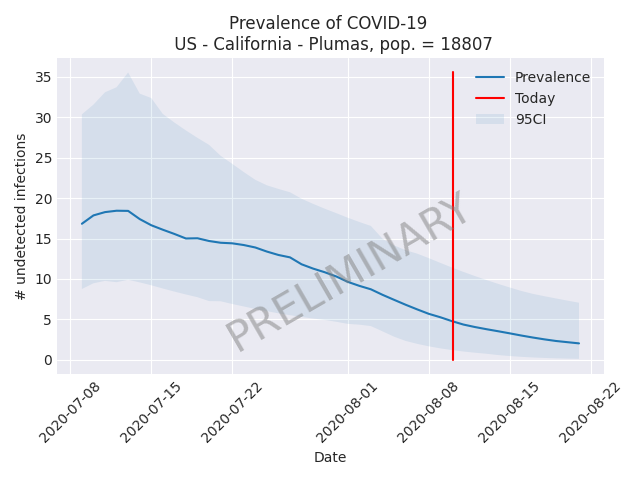 Prevalence of COVID-19
US - California - Plumas, pop. = 18807
35
30
25
20
15
10
5
0
# undetected infections
Prevalence
Today
95CI
PRELIMINARY
2020-07-08
2020-07-15
2020-07-22
2020-08-01
2020-08-08
2020-08-15
2020-08-22
Date